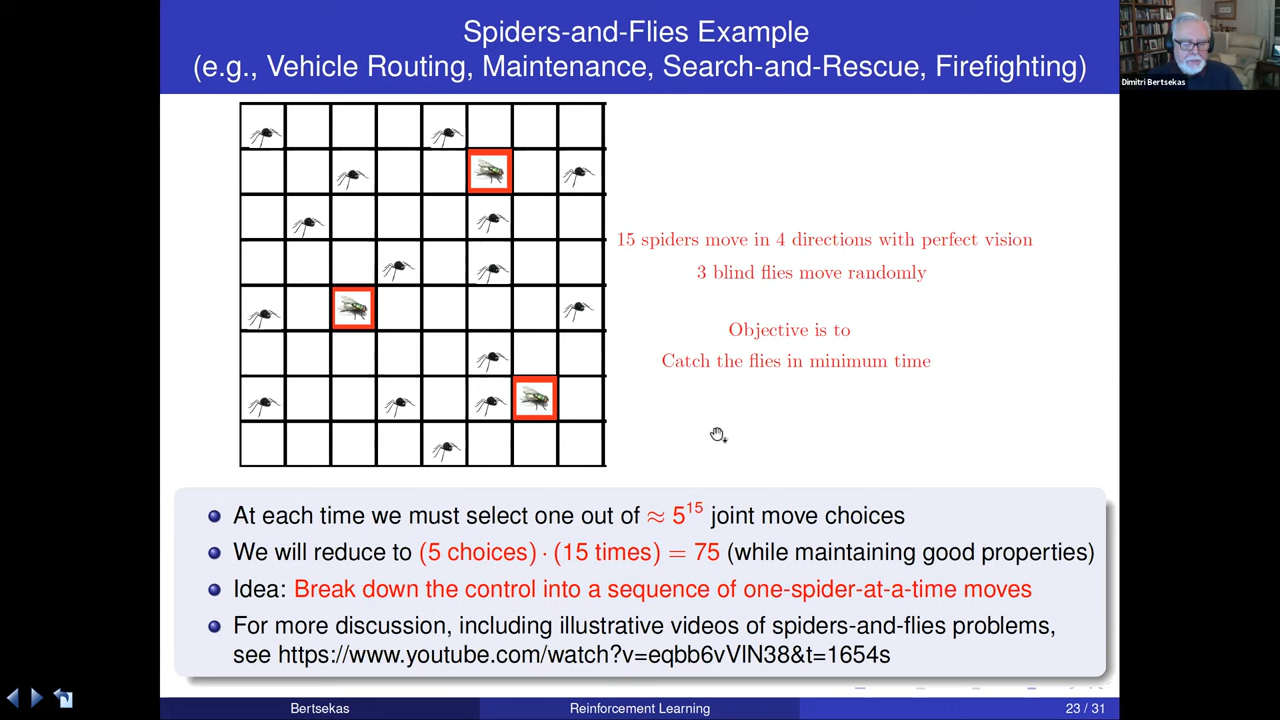 Spiders-and-Flies Example
(e.g., Vehicle Routing, Maintenance, Search-and-Rescue, Firefighting)
Dimitri Bertsekas
15 spiders move in 4 directions with perfect vision
3 blind flies move randomly
Objective is to
Catch the flies in minimum time
At each time we must select one out of ≈ 5¹⁵ joint move choices
We will reduce to (5 choices) · (15 times) = 75 (while maintaining good properties)
Idea: Break down the control into a sequence of one-spider-at-a-time moves
For more discussion, including illustrative videos of spiders-and-flies problems,
see https://www.youtube.com/watch?v=eqbb6vVIN38&t=1654s
Bertsekas
Reinforcement Learning
23 / 31